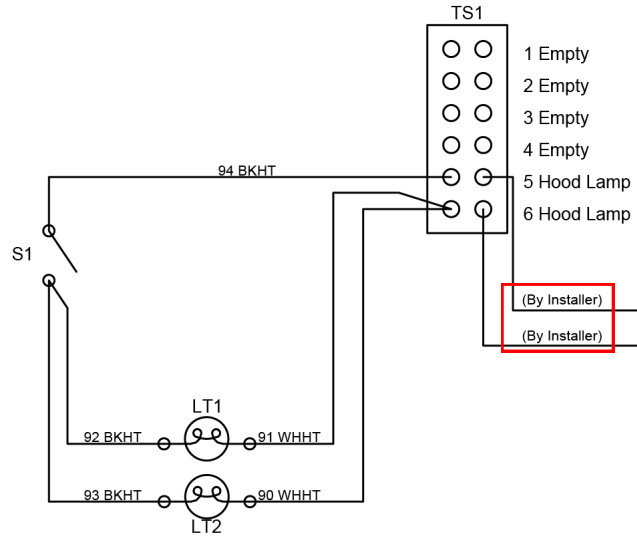 TS1
1 Empty
2 Empty
3 Empty
4 Empty
94 BKHT
5 Hood Lamp
6 Hood Lamp
S1
(By Installer)
(By Installer)
LT1
92 BKHT
91 WHHT
93 BKHT
90 WHHT
LT2